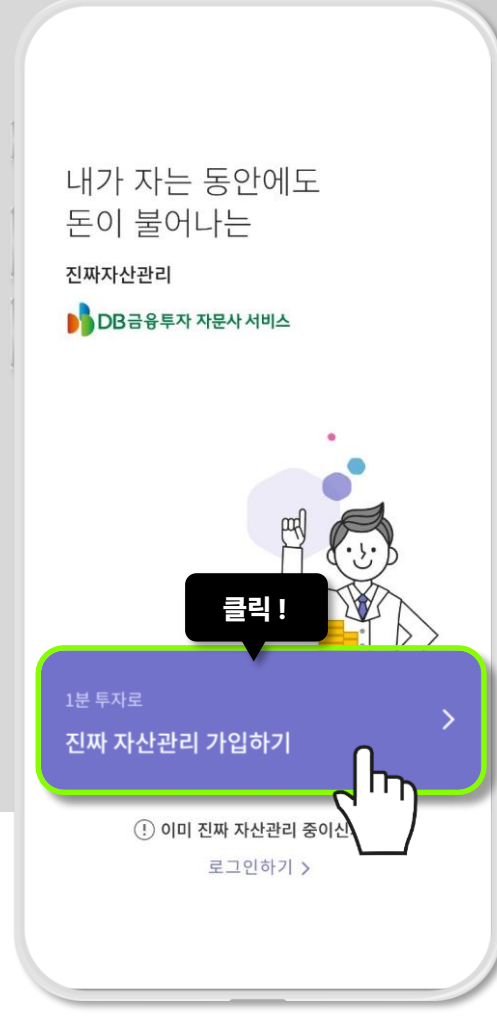 내가 자는 동안에도
돈이 불어나는
진짜자산관리
DB금융투자 자문사 서비스
클릭 !
1분 투자로
진짜 자산관리 가입하기
이미 진짜 자산관리 중이신
로그인하기 >